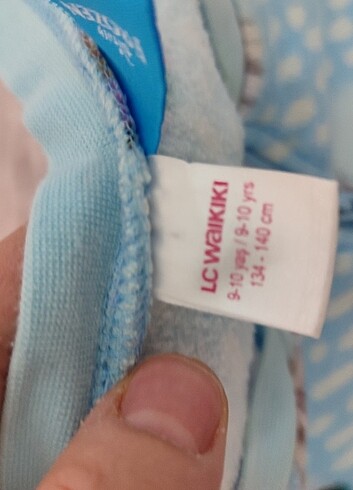 LC WAIKIKI
9-10 yaş / 9-10 yrs
134 - 140 cm